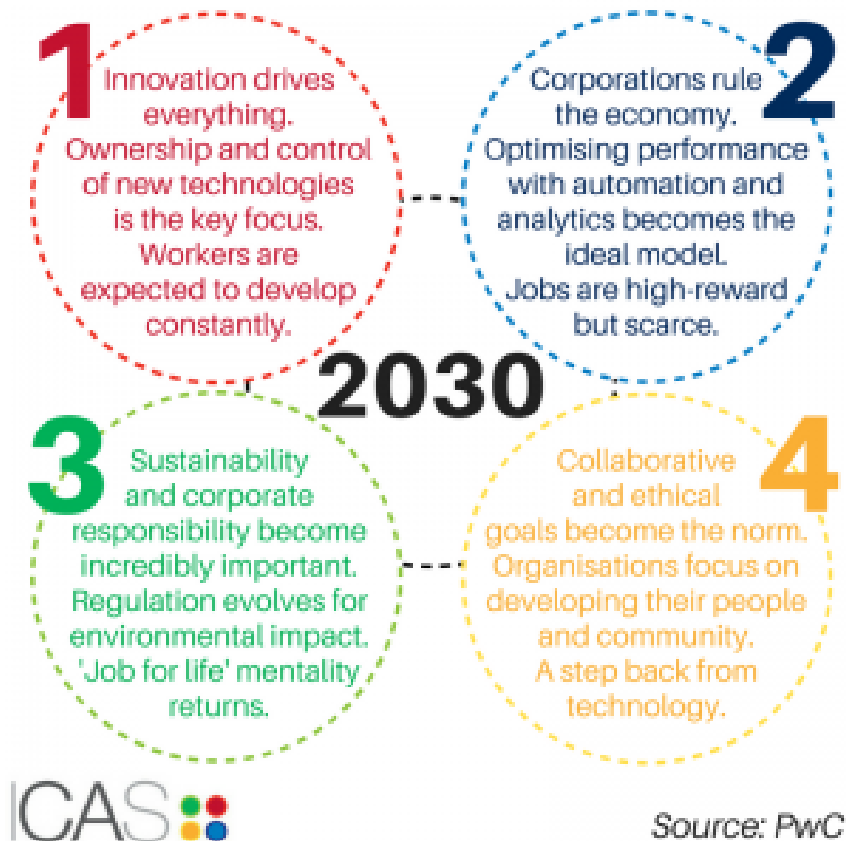 1
Innovation drives
everything.
Ownership and control
of new technologies
is the key focus.
Workers are
expected to develop
constantly.
2
Corporations rule
the economy.
Optimising performance
with automation and
analytics becomes the
ideal model.
Jobs are high-reward
but scarce.
2030
3
Sustainability
and corporate
responsibility become
incredibly important.
Regulation evolves for
environmental impact.
'Job for life' mentality
returns.
4
Collaborative
and ethical
goals become the norm.
Organisations focus on
developing their people
and community.
A step back from
technology.
ICAS
Source: PwC